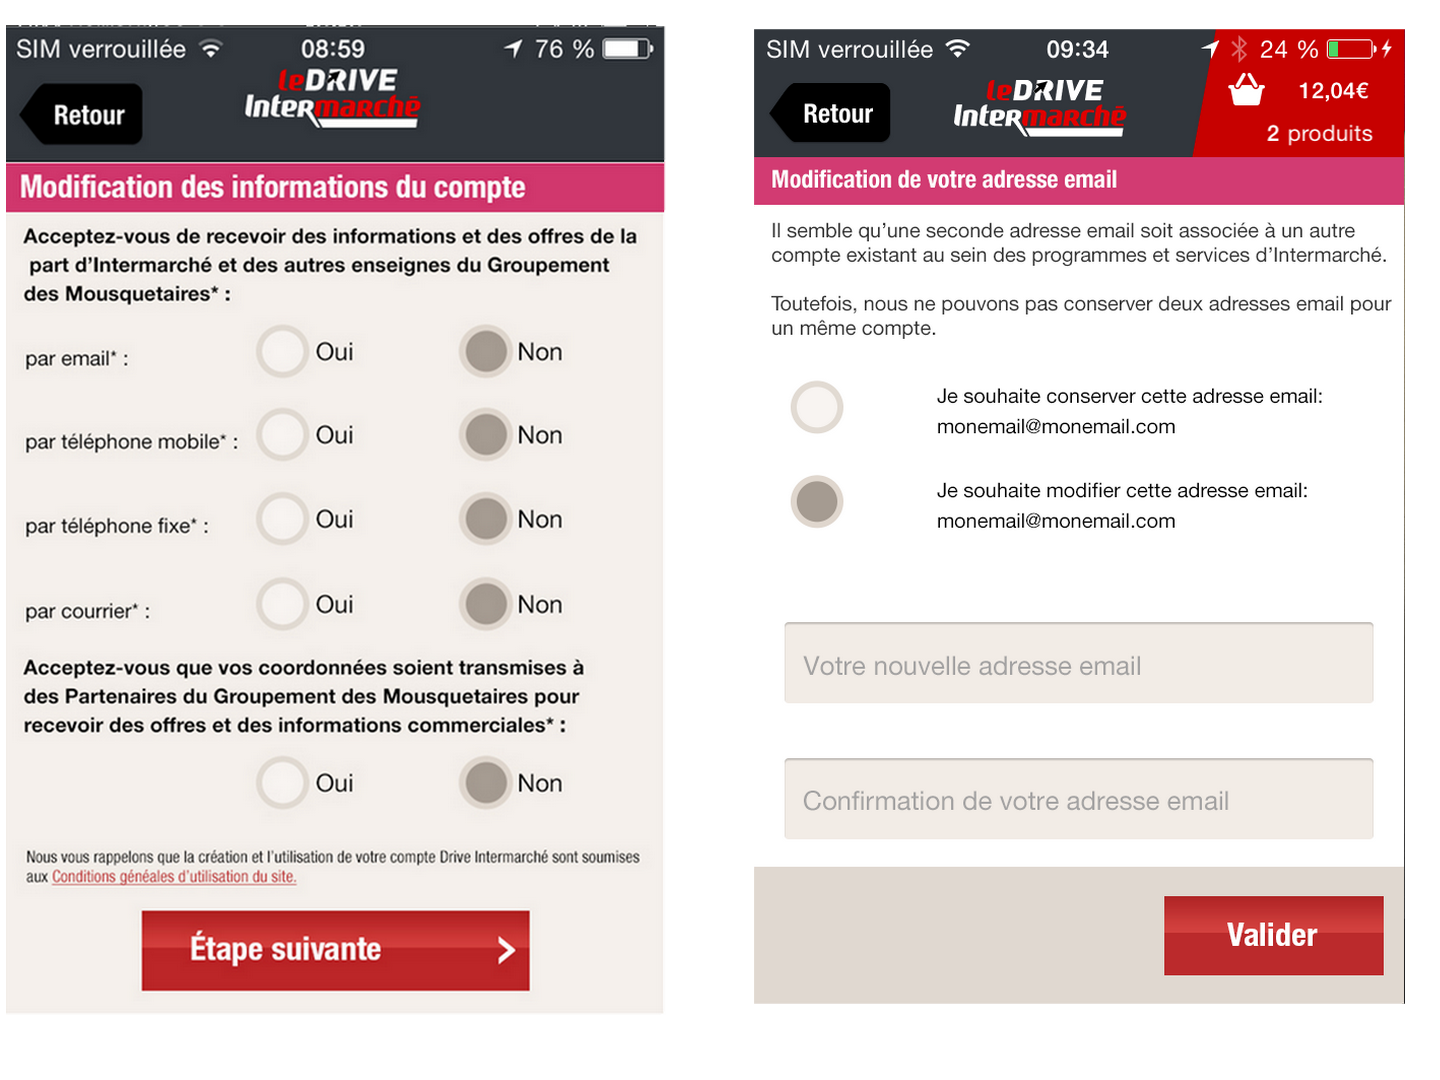 SIM verrouillée 08:59 76 %
Retour
leDRIVE
Intermarché
Modification des informations du compte
Acceptez-vous de recevoir des informations et des offres de la
part d'Intermarché et des autres enseignes du Groupement
des Mousquetaires* :
par email* : Oui Non
par téléphone mobile* : Oui Non
par téléphone fixe* : Oui Non
par courrier* : Oui Non
Acceptez-vous que vos coordonnées soient transmises à
des Partenaires du Groupement des Mousquetaires pour
recevoir des offres et des informations commerciales* :
Oui Non
Nous vous rappelons que la création et l'utilisation de votre compte Drive Intermarché sont soumises
aux Conditions généales d'utilisation du site.
Étape suivante
SIM verrouillée 09:34 24 %
Retour
leDRIVE
Intermarché
12,04€
2 produits
Modification de votre adresse email
Il semble qu'une seconde adresse email soit associée à un autre
compte existant au sein des programmes et services d'Intermarché.
Toutefois, nous ne pouvons pas conserver deux adresses email pour
un même compte.
Je souhaite conserver cette adresse email:
monemail@monemail.com
Je souhaite modifier cette adresse email:
monemail@monemail.com
Votre nouvelle adresse email
Confirmation de votre adresse email
Valider